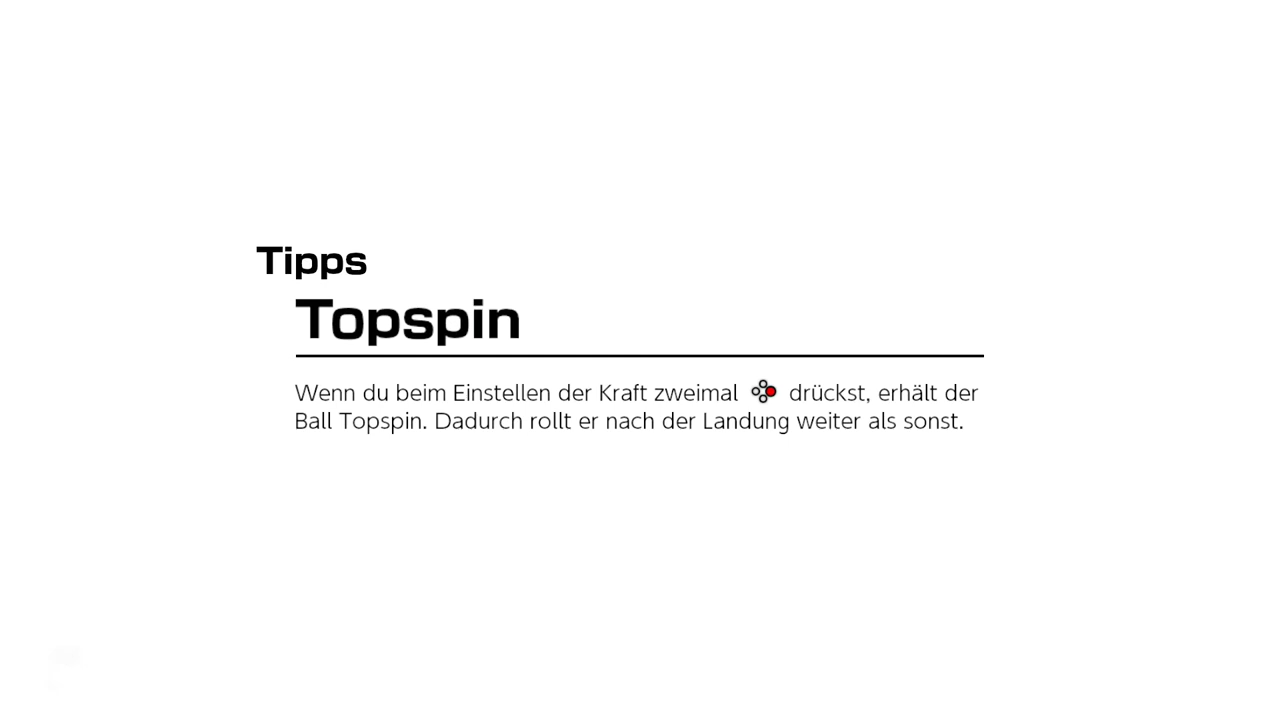 Tipps
Topspin
Wenn du beim Einstellen der Kraft zweimal drückst, erhält der
Ball Topspin. Dadurch rollt er nach der Landung weiter als sonst.